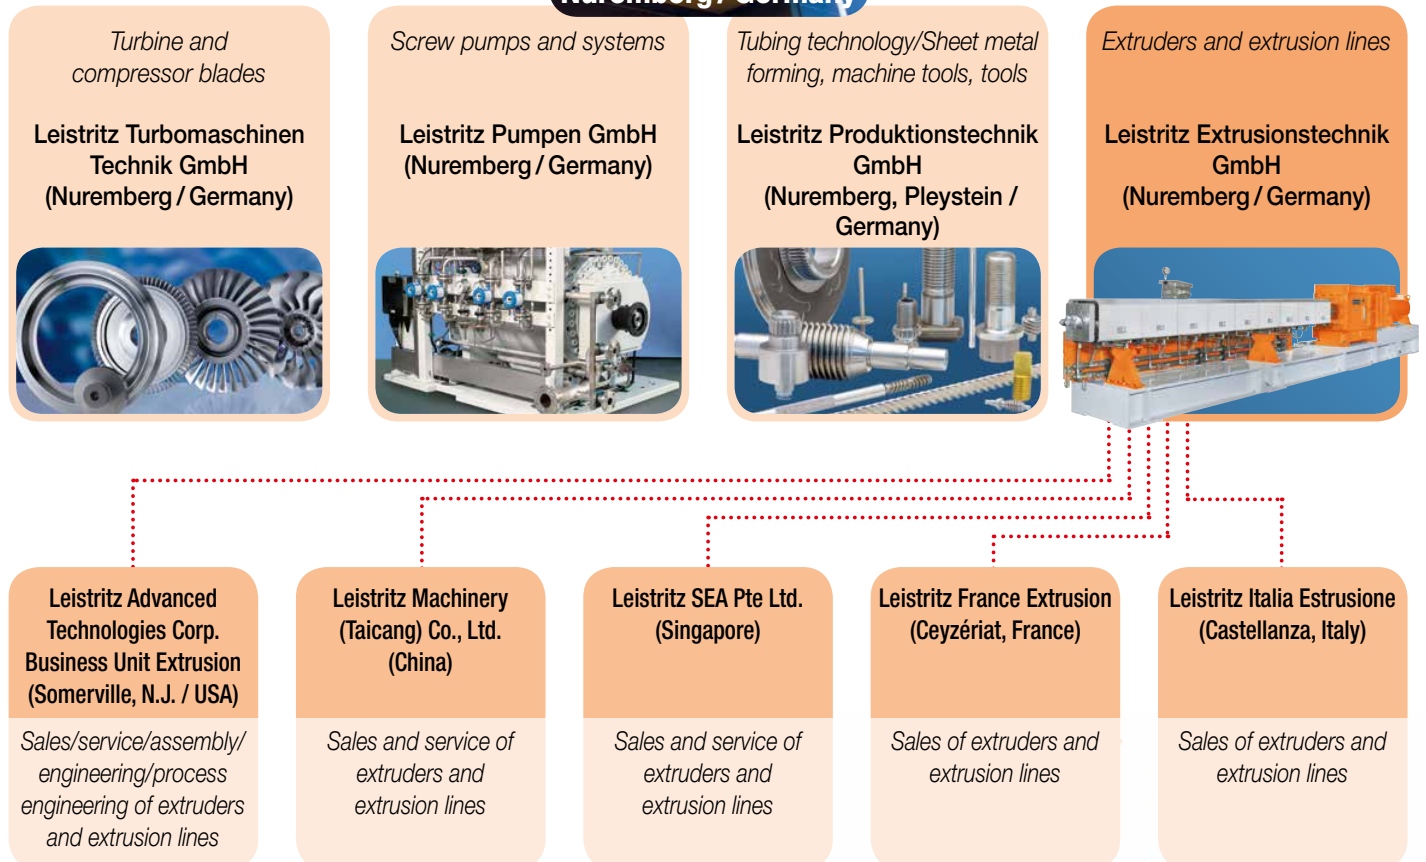 Nuremberg / Germany
Turbine and
compressor blades
Leistritz Turbomaschinen
Technik GmbH
(Nuremberg / Germany)
Screw pumps and systems
Leistritz Pumpen GmbH
(Nuremberg / Germany)
Tubing technology/Sheet metal
forming, machine tools, tools
Leistritz Produktionstechnik
GmbH
(Nuremberg, Pleystein /
Germany)
Extruders and extrusion lines
Leistritz Extrusionstechnik
GmbH
(Nuremberg / Germany)
Leistritz Advanced
Technologies Corp.
Business Unit Extrusion
(Somerville, N.J. / USA)
Sales/service/assembly/
engineering/process
engineering of extruders
and extrusion lines
Leistritz Machinery
(Taicang) Co., Ltd.
(China)
Sales and service of
extruders and
extrusion lines
Leistritz SEA Pte Ltd.
(Singapore)
Sales and service of
extruders and
extrusion lines
Leistritz France Extrusion
(Ceyzériat, France)
Sales of extruders and
extrusion lines
Leistritz Italia Estrusione
(Castellanza, Italy)
Sales of extruders and
extrusion lines